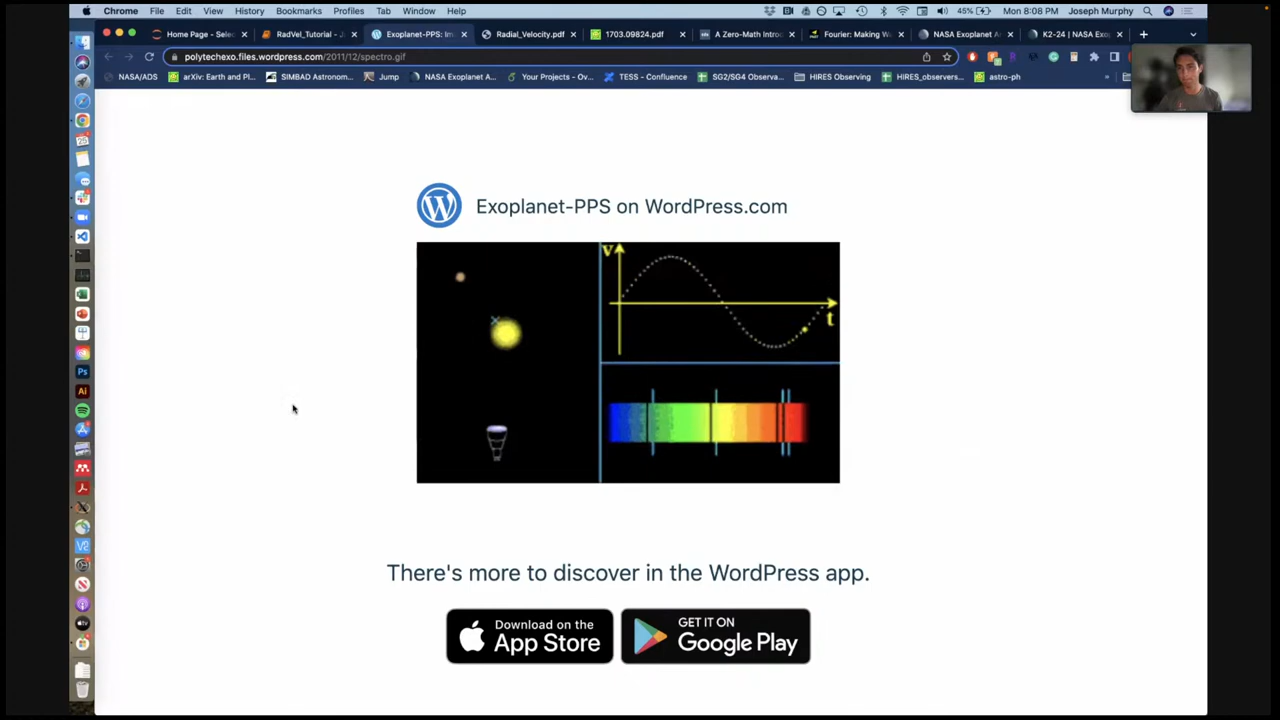 Chrome File Edit View History Bookmarks Profiles Tab Window Help
45% Mon 8:08 PM Joseph Murphy
Home Page - Selec
RadVel_Tutorial - J
Exoplanet-PPS: Im
Radial_Velocity.pdf
1703.09824.pdf
A Zero-Math Introd
Fourier: Making Wa
NASA Exoplanet Ar
K2-24 | NASA Exo
polytechexo.files.wordpress.com/2011/12/spectro.gif
NASA/ADS
arXiv: Earth and Pl...
SIMBAD Astronom...
Jump
NASA Exoplanet A...
Your Projects - Ov...
TESS - Confluence
SG2/SG4 Observa...
HIRES Observing
HIRES_observers...
astro-ph
»
Exoplanet-PPS on WordPress.com
v
t
There's more to discover in the WordPress app.
Download on the
App Store
GET IT ON
Google Play